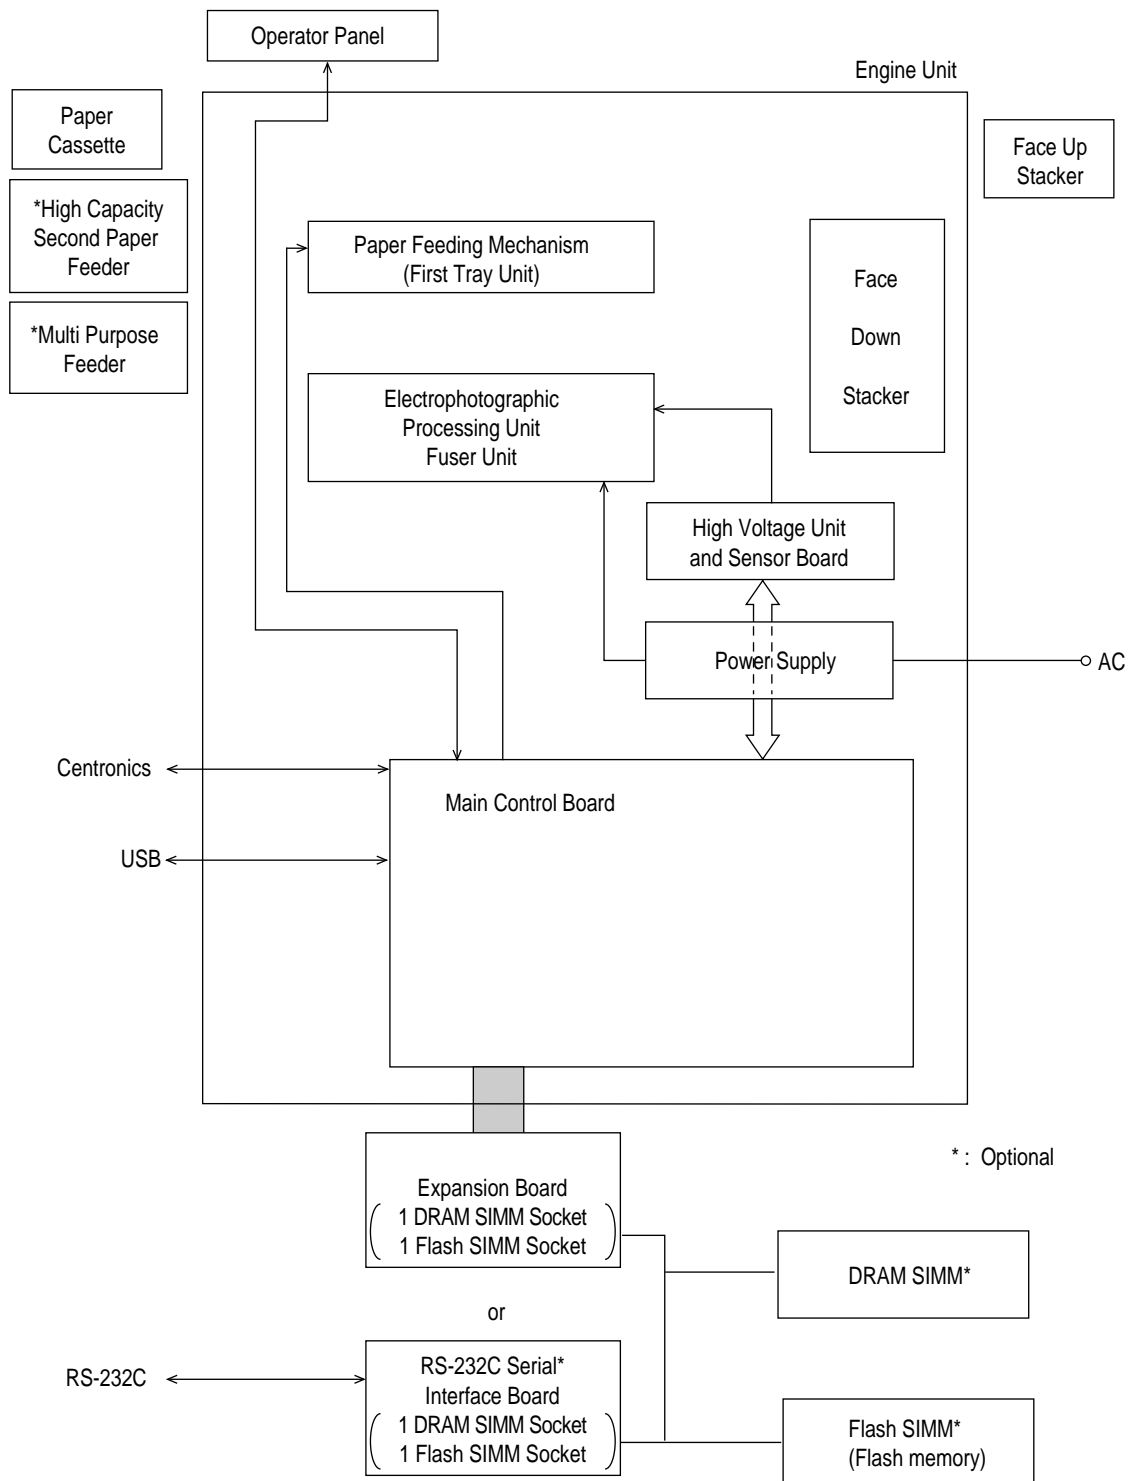 Operator Panel
Engine Unit
Paper
Cassette
Face Up
Stacker
*High Capacity
Second Paper
Feeder
Paper Feeding Mechanism
(First Tray Unit)
Face
Down
Stacker
*Multi Purpose
Feeder
Electrophotographic
Processing Unit
Fuser Unit
High Voltage Unit
and Sensor Board
Power Supply
AC
Centronics
Main Control Board
USB
* : Optional
Expansion Board
1 DRAM SIMM Socket
1 Flash SIMM Socket
DRAM SIMM*
or
RS-232C
RS-232C Serial*
Interface Board
1 DRAM SIMM Socket
1 Flash SIMM Socket
Flash SIMM*
(Flash memory)